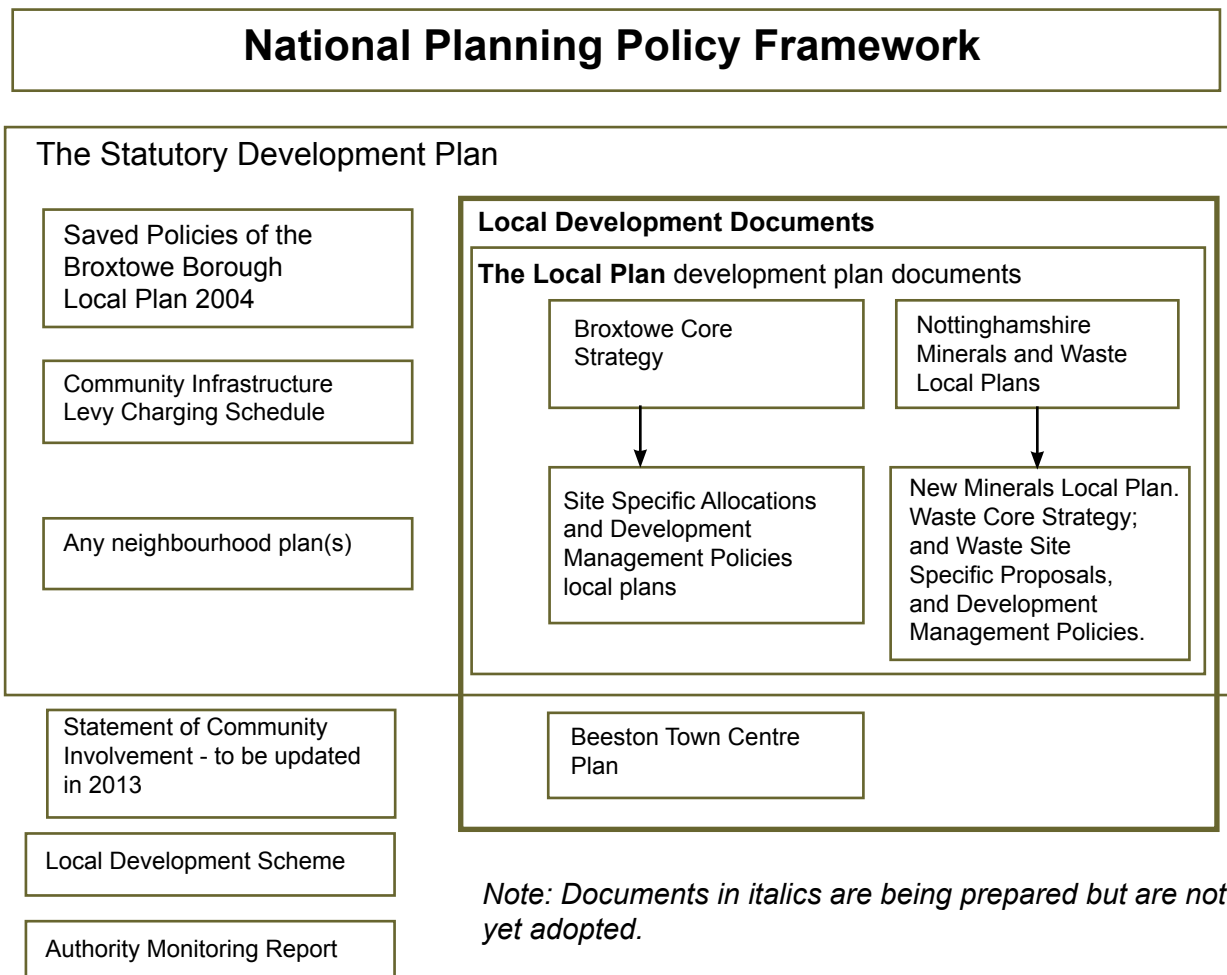 National Planning Policy Framework
The Statutory Development Plan
Saved Policies of the
Broxtowe Borough
Local Plan 2004
Community Infrastructure
Levy Charging Schedule
Any neighbourhood plan(s)
Local Development Documents
The Local Plan development plan documents
Broxtowe Core
Strategy
Nottinghamshire
Minerals and Waste
Local Plans
Site Specific Allocations
and Development
Management Policies
local plans
New Minerals Local Plan.
Waste Core Strategy;
and Waste Site
Specific Proposals,
and Development
Management Policies.
Statement of Community
Involvement - to be updated
in 2013
Beeston Town Centre
Plan
Local Development Scheme
Authority Monitoring Report
Note: Documents in italics are being prepared but are not
yet adopted.